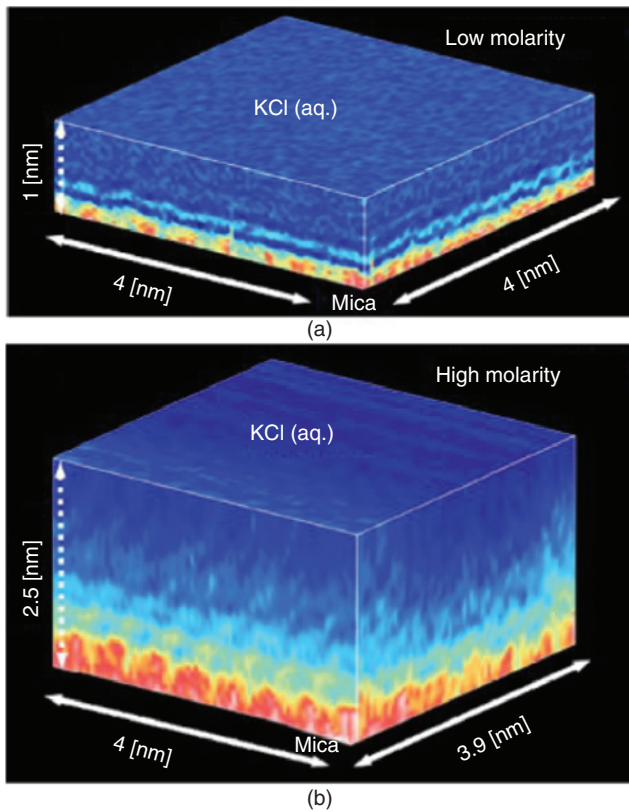 Low molarity
KCl (aq.)
1 [nm]
4 [nm]
Mica
4 [nm]
(a)
High molarity
KCl (aq.)
2.5 [nm]
4 [nm]
Mica
3.9 [nm]
(b)